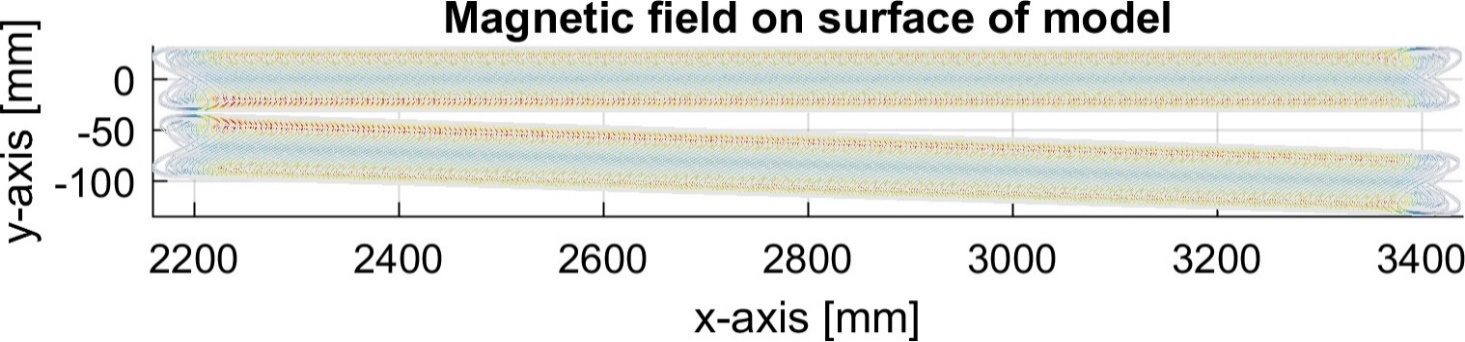 Magnetic field on surface of model
y-axis [mm]
0
-50
-100
2200 2400 2600 2800 3000 3200 3400
x-axis [mm]